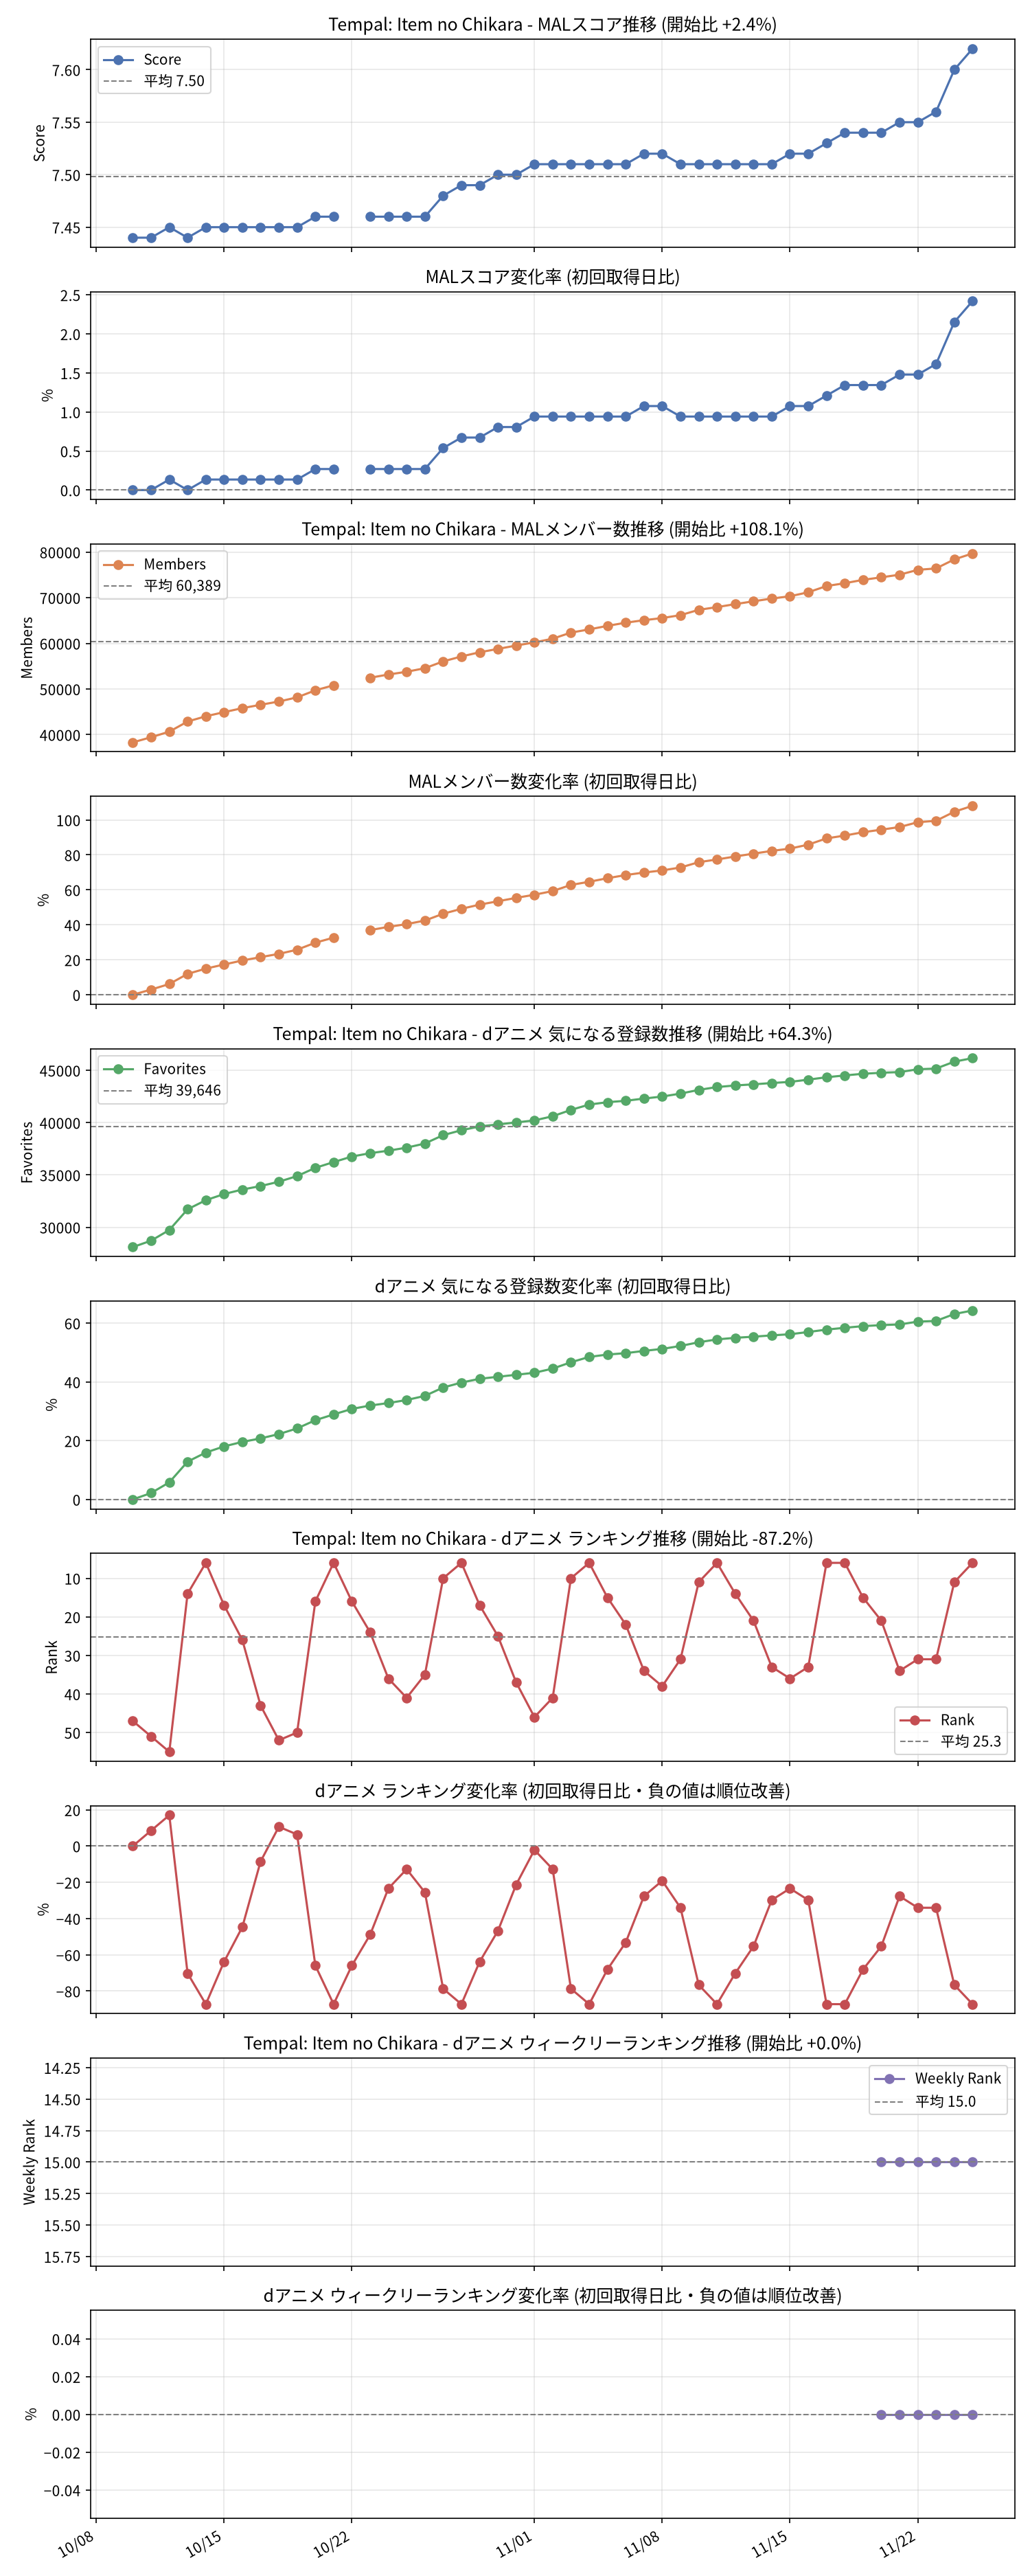 Tempal: Item no Chikara - MALスコア推移 (開始比 +2.4%)
Score
平均 7.50
7.60
7.55
7.50
7.45
Score
MALスコア変化率 (初回取得日比)
2.5
2.0
1.5
1.0
0.5
0.0
%
Tempal: Item no Chikara - MALメンバー数推移 (開始比 +108.1%)
Members
平均 60,389
80000
70000
60000
50000
40000
Members
MALメンバー数変化率 (初回取得日比)
100
80
60
40
20
0
%
Tempal: Item no Chikara - dアニメ 気になる登録数推移 (開始比 +64.3%)
Favorites
平均 39,646
45000
40000
35000
30000
Favorites
dアニメ 気になる登録数変化率 (初回取得日比)
60
40
20
0
%
Tempal: Item no Chikara - dアニメ ランキング推移 (開始比 -87.2%)
10
20
30
40
50
Rank
Rank
平均 25.3
dアニメ ランキング変化率 (初回取得日比・負の値は順位改善)
20
0
−20
−40
−60
−80
%
Tempal: Item no Chikara - dアニメ ウィークリーランキング推移 (開始比 +0.0%)
Weekly Rank
平均 15.0
14.25
14.50
14.75
15.00
15.25
15.50
15.75
Weekly Rank
dアニメ ウィークリーランキング変化率 (初回取得日比・負の値は順位改善)
0.04
0.02
0.00
−0.02
−0.04
%
10/08
10/15
10/22
11/01
11/08
11/15
11/22